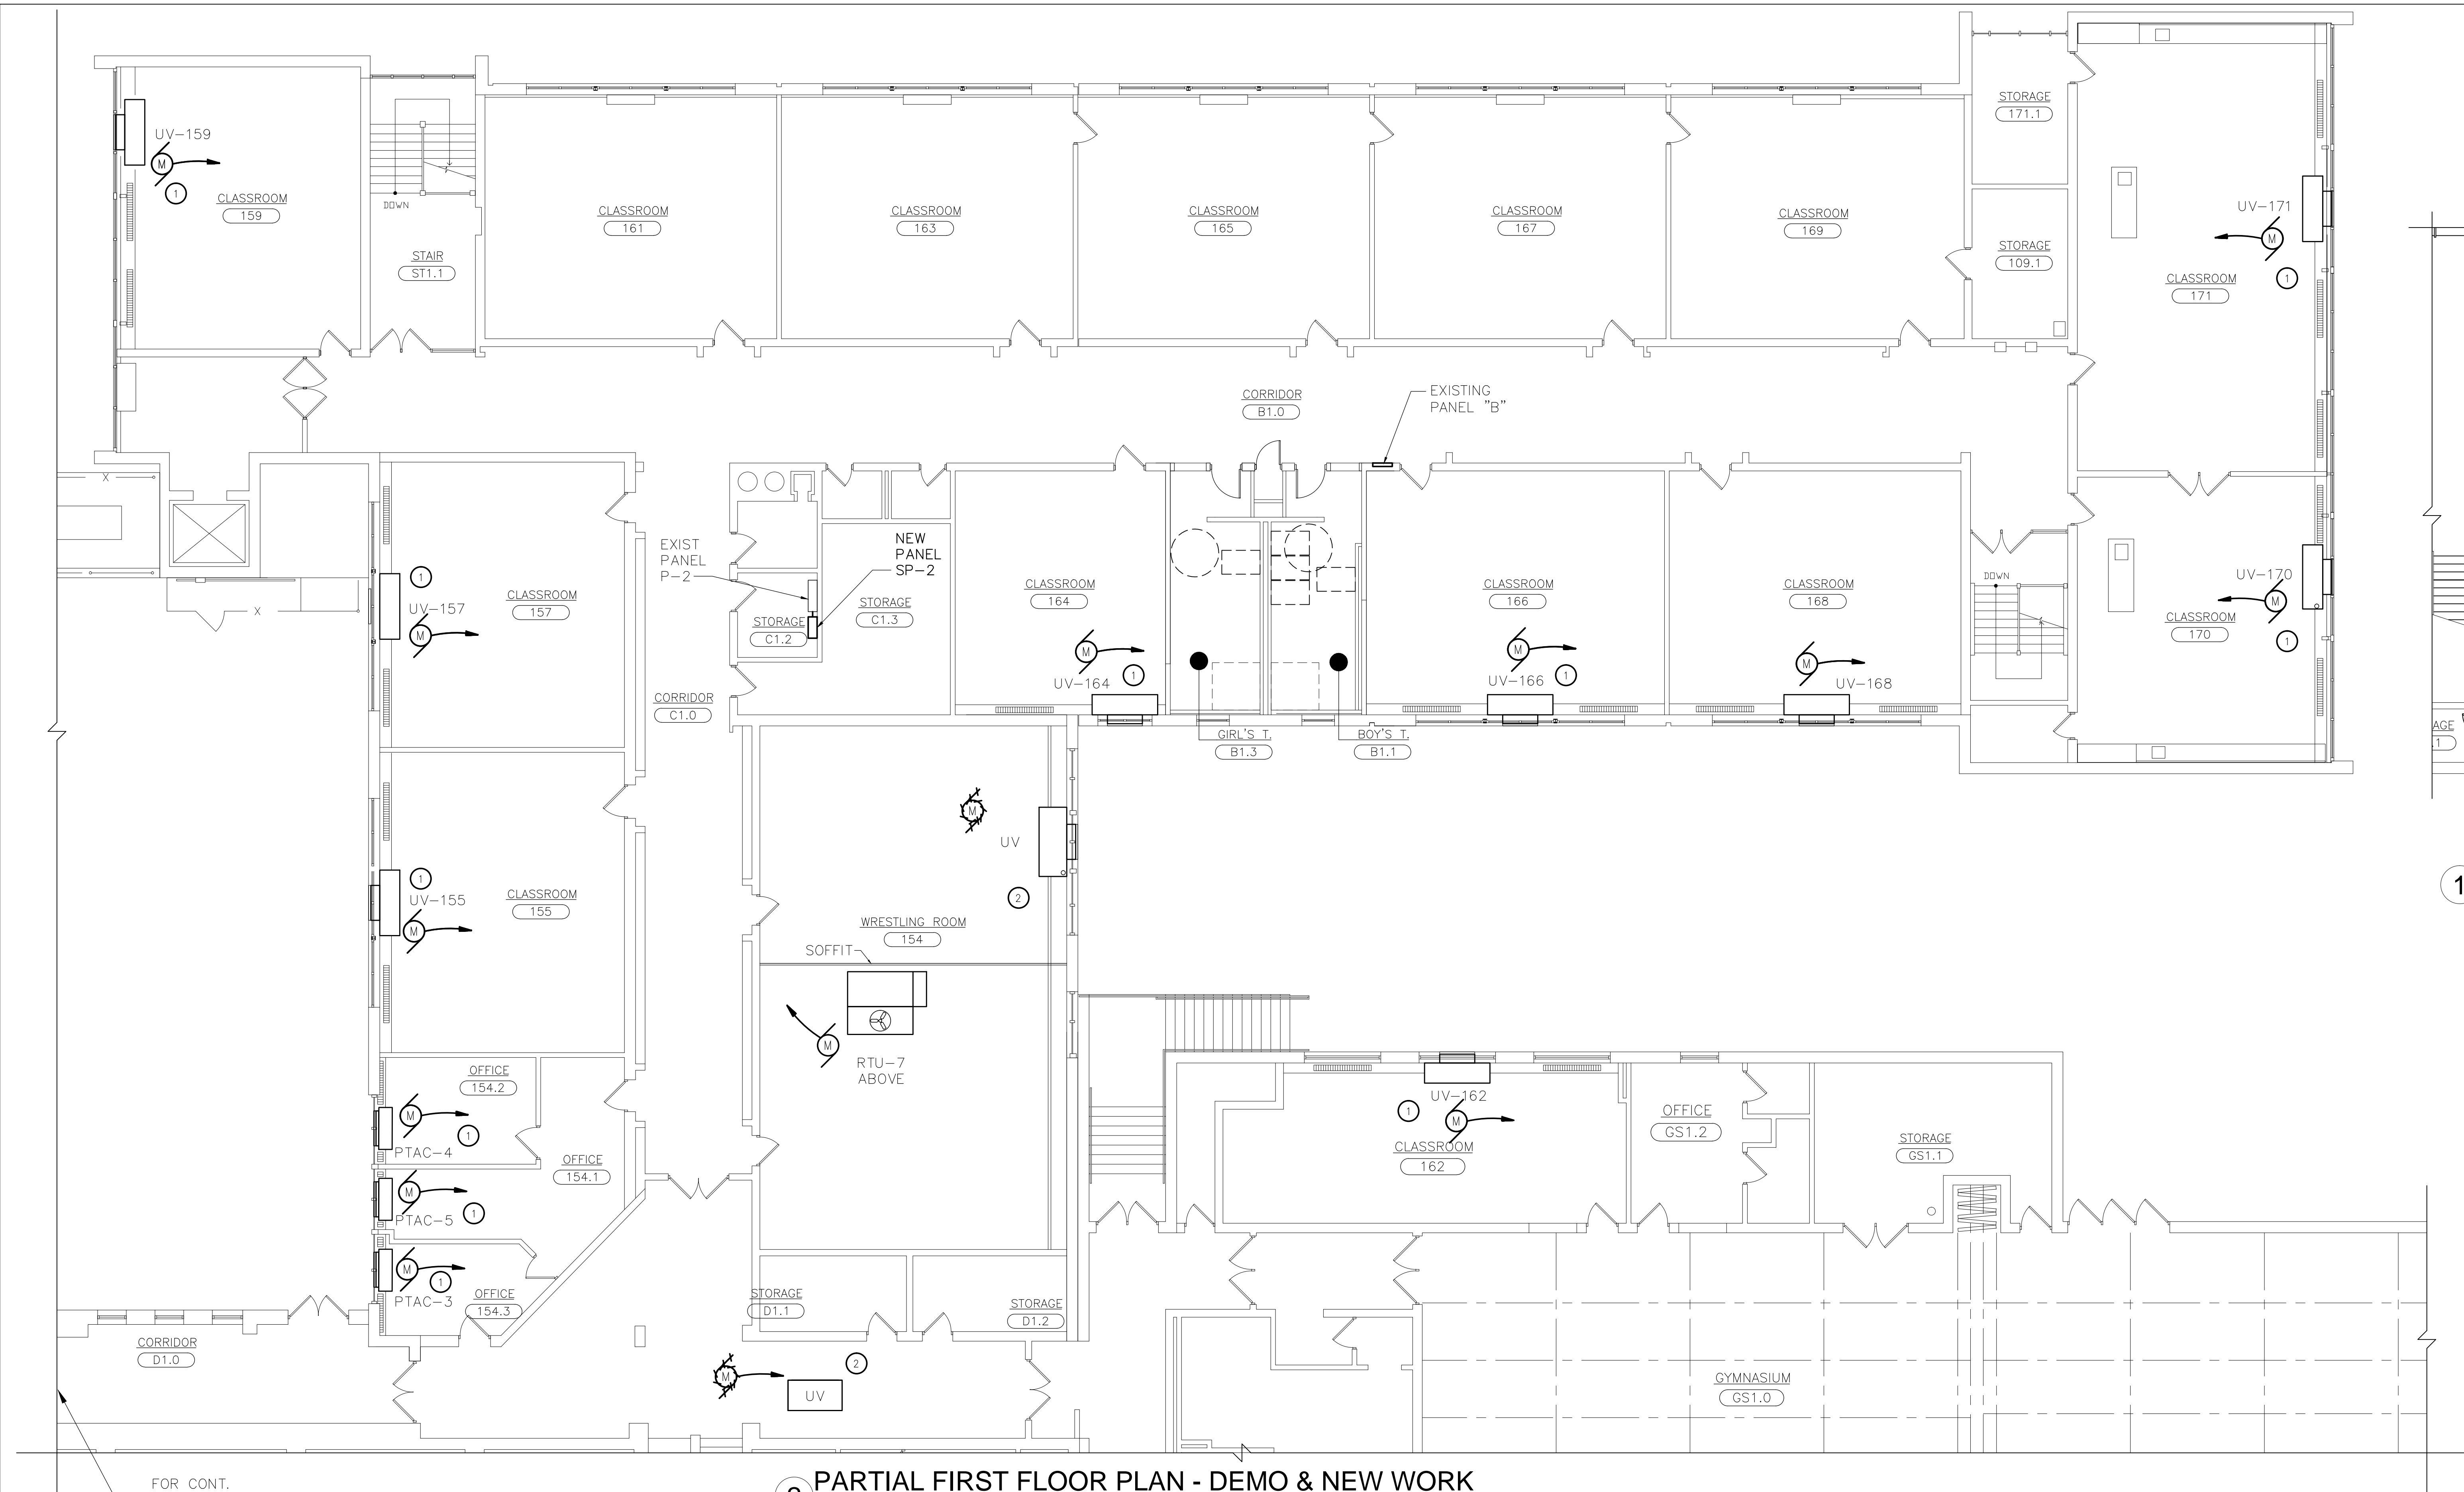 UV-159
M
1
CLASSROOM
159
DOWN
STAIR
ST1.1
CLASSROOM
161
CLASSROOM
163
CLASSROOM
165
CLASSROOM
167
CLASSROOM
169
STORAGE
171.1
STORAGE
109.1
UV-171
M
1
CLASSROOM
171
CORRIDOR
B1.0
EXISTING
PANEL "B"
X
X
1
UV-157
M
CLASSROOM
157
EXIST
PANEL
P-2
NEW
PANEL
SP-2
STORAGE
C1.2
STORAGE
C1.3
CORRIDOR
C1.0
CLASSROOM
164
M
1
UV-164
GIRL'S T.
B1.3
BOY'S T.
B1.1
CLASSROOM
166
M
UV-166
1
CLASSROOM
168
M
UV-168
DOWN
UV-170
M
1
CLASSROOM
170
AGE
.1
1
1
UV-155
M
CLASSROOM
155
M
UV
2
WRESTLING ROOM
154
SOFFIT
M
RTU-7
ABOVE
OFFICE
154.2
M
1
PTAC-4
OFFICE
154.1
M
1
PTAC-5
M
1
PTAC-3
OFFICE
154.3
UV-162
1
M
CLASSROOM
162
OFFICE
GS1.2
STORAGE
GS1.1
STORAGE
D1.1
STORAGE
D1.2
CORRIDOR
D1.0
M
2
UV
GYMNASIUM
GS1.0
FOR CONT.
PARTIAL FIRST FLOOR PLAN - DEMO & NEW WORK